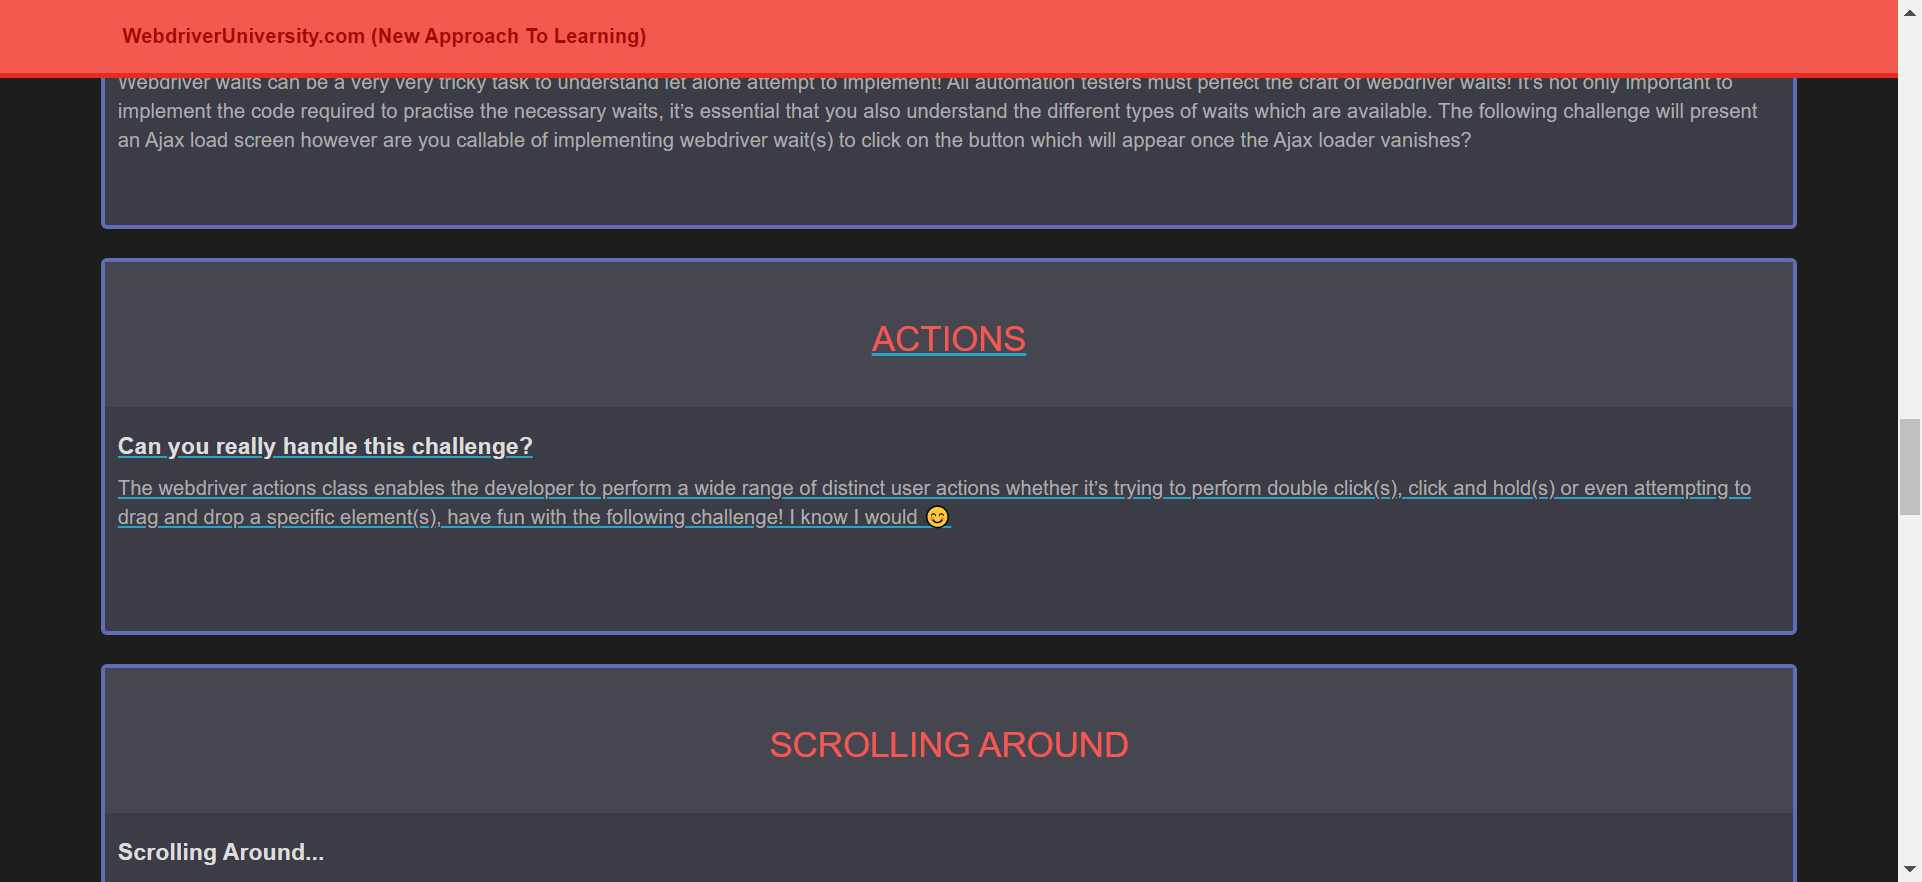 WebdriverUniversity.com (New Approach To Learning)
Webdriver waits can be a very very tricky task to understand let alone attempt to implement! All automation testers must perfect the craft of webdriver waits! It’s not only important to
implement the code required to practise the necessary waits, it’s essential that you also understand the different types of waits which are available. The following challenge will present
an Ajax load screen however are you callable of implementing webdriver wait(s) to click on the button which will appear once the Ajax loader vanishes?
ACTIONS
Can you really handle this challenge?
The webdriver actions class enables the developer to perform a wide range of distinct user actions whether it’s trying to perform double click(s), click and hold(s) or even attempting to
drag and drop a specific element(s), have fun with the following challenge! I know I would 😊
SCROLLING AROUND
Scrolling Around...